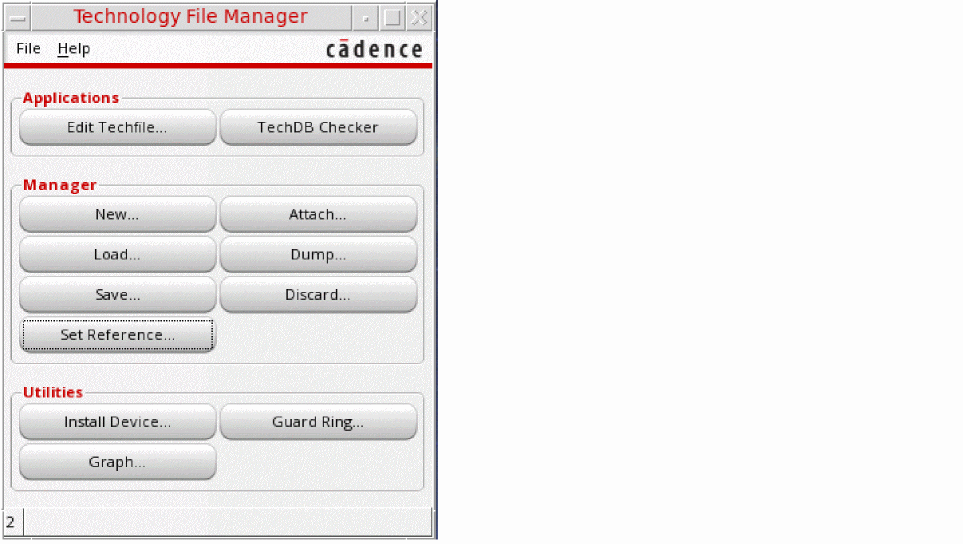 Technology File Manager
File Help cādence
Applications
Edit Techfile... TechDB Checker
Manager
New... Attach...
Load... Dump...
Save... Discard...
Set Reference...
Utilities
Install Device... Guard Ring...
Graph...
2